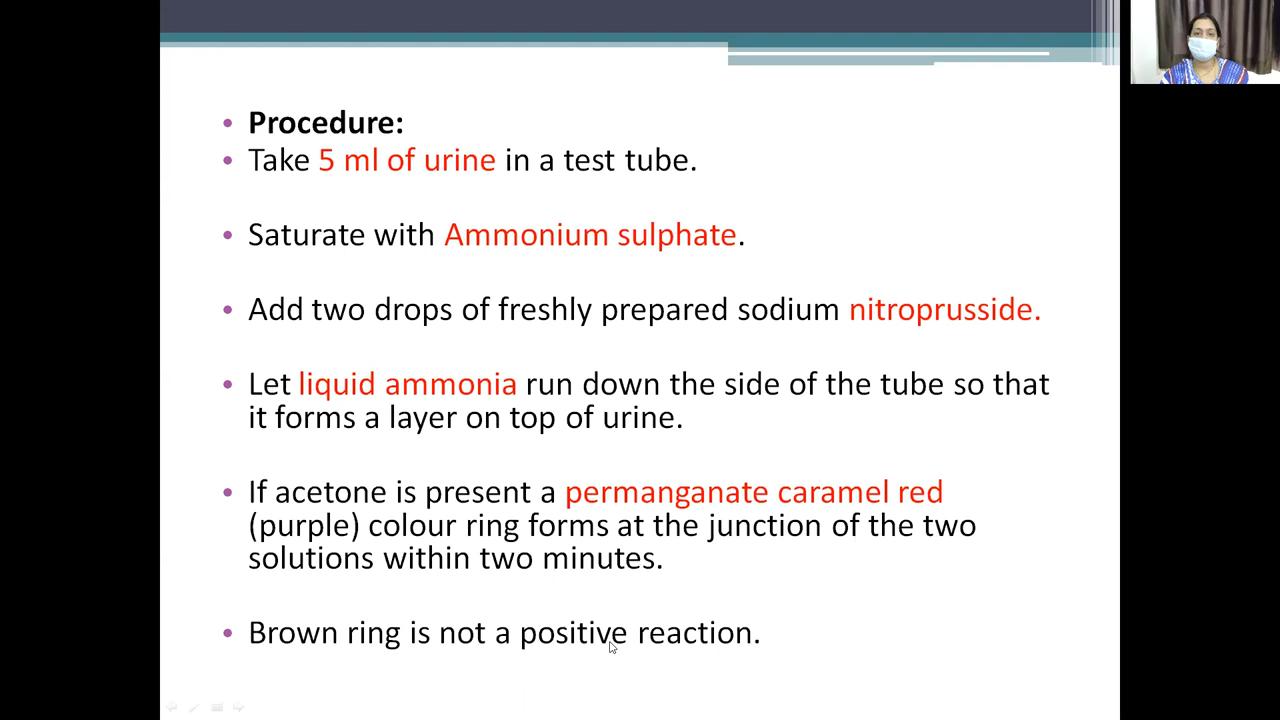 Procedure:
Take 5 ml of urine in a test tube.
Saturate with Ammonium sulphate.
Add two drops of freshly prepared sodium nitroprusside.
Let liquid ammonia run down the side of the tube so that
it forms a layer on top of urine.
If acetone is present a permanganate caramel red
(purple) colour ring forms at the junction of the two
solutions within two minutes.
Brown ring is not a positive reaction.